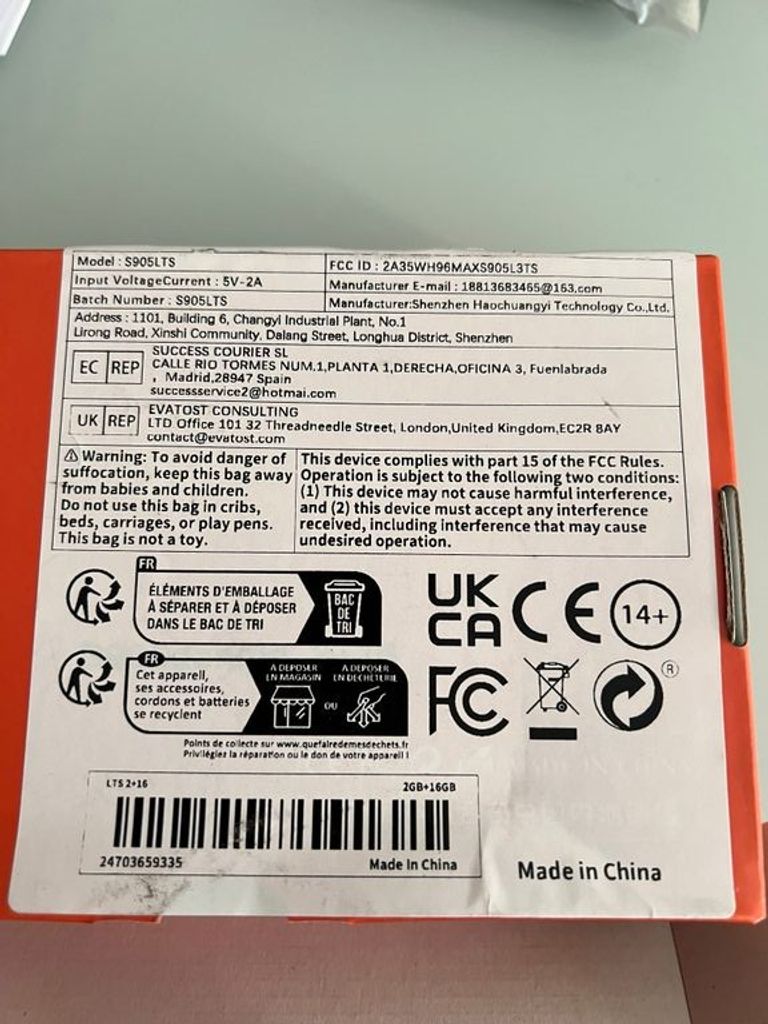 Model : S905LTS
FCC ID : 2A35WH96MAXS905L3TS
Input VoltageCurrent : 5V-2A
Manufacturer E-mail : 18813683465@163.com
Batch Number : S905LTS
Manufacturer:Shenzhen Haochuangyi Technology Co.,Ltd.
Address : 1101, Building 6, Changyi Industrial Plant, No.1
Lirong Road, Xinshi Community, Dalang Street, Longhua District, Shenzhen
EC REP
SUCCESS COURIER SL
CALLE RIO TORMES NUM.1,PLANTA 1,DERECHA,OFICINA 3, Fuenlabrada
, Madrid,28947 Spain
successservice2@hotmai.com
UK REP
EVATOST CONSULTING
LTD Office 101 32 Threadneedle Street, London,United Kingdom,EC2R 8AY
contact@evatost.com
⚠ Warning: To avoid danger of
suffocation, keep this bag away
from babies and children.
Do not use this bag in cribs,
beds, carriages, or play pens.
This bag is not a toy.
This device complies with part 15 of the FCC Rules.
Operation is subject to the following two conditions:
(1) This device may not cause harmful interference,
and (2) this device must accept any interference
received, including interference that may cause
undesired operation.
FR
ÉLÉMENTS D'EMBALLAGE
À SÉPARER ET À DÉPOSER
DANS LE BAC DE TRI
BAC
DE
TRI
UK
CA
CE
14+
FR
Cet appareil,
ses accessoires,
cordons et batteries
se recyclent
A DEPOSER
EN MAGASIN
OU
A DEPOSER
EN DECHETERIE
FC
®
Points de collecte sur www.quefairedemesdechets.fr
Privilégiez la réparation ou le don de votre appareil !
LTS 2+16
2GB+16GB
24703659335
Made In China
Made in China